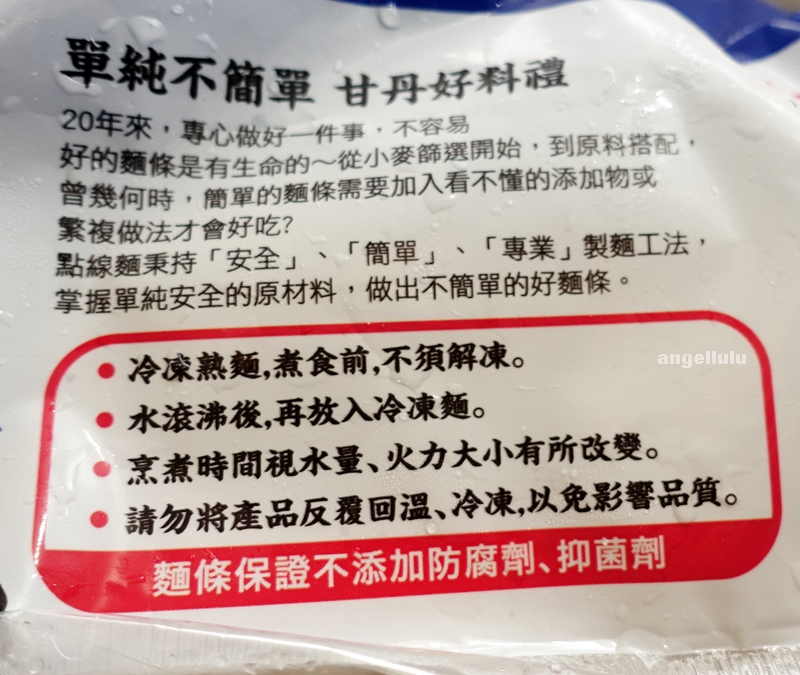 單純不簡單 甘丹好料禮
20年來，專心做好一件事，不容易
好的麵條是有生命的～從小麥篩選開始，到原料搭配，
曾幾何時，簡單的麵條需要加入看不懂的添加物或
繁複做法才會好吃?
點線麵秉持「安全」、「簡單」、「專業」製麵工法，
掌握單純安全的原材料，做出不簡單的好麵條。
angellulu
• 冷凍熟麵,煮食前,不須解凍。
• 水滾沸後,再放入冷凍麵。
• 烹煮時間視水量、火力大小有所改變。
• 請勿將產品反覆回溫、冷凍,以免影響品質。
麵條保證不添加防腐劑、抑菌劑